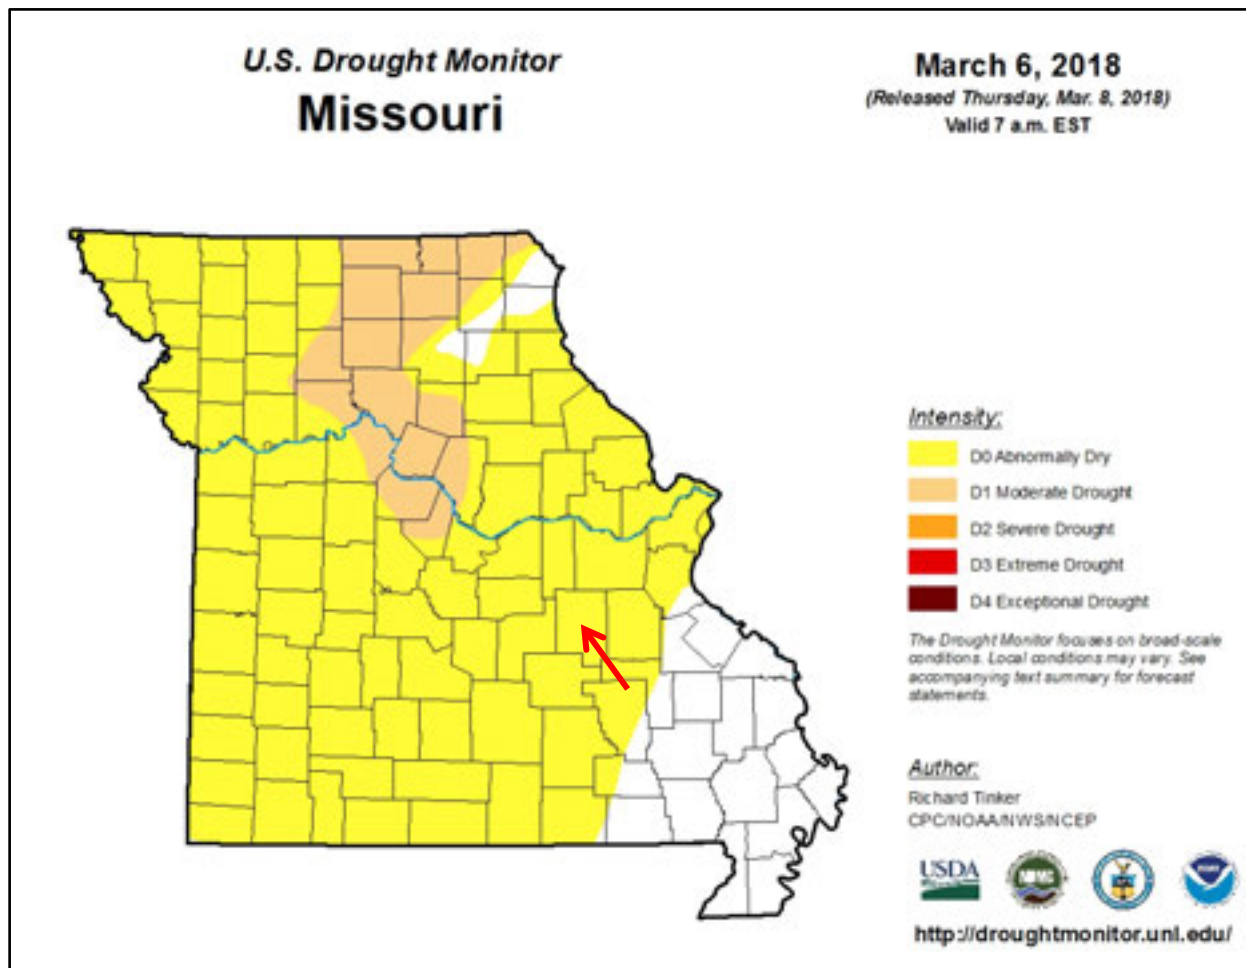 U.S. Drought Monitor
Missouri
March 6, 2018
(Released Thursday, Mar. 8, 2018)
Valid 7 a.m. EST
Intensity:
D0 Abnormally Dry
D1 Moderate Drought
D2 Severe Drought
D3 Extreme Drought
D4 Exceptional Drought
The Drought Monitor focuses on broad-scale
conditions. Local conditions may vary. See
accompanying text summary for forecast
statements.
Author:
Richard Tinker
CPC/NOAA/NWS/NCEP
USDA
http://droughtmonitor.unl.edu/